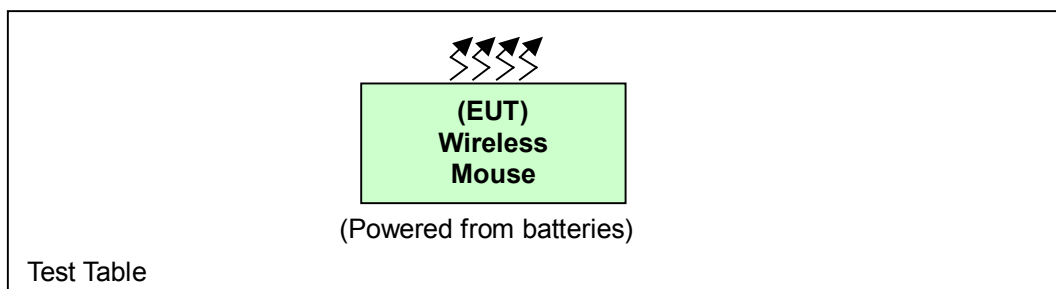 (EUT)
Wireless
Mouse
(Powered from batteries)
Test Table